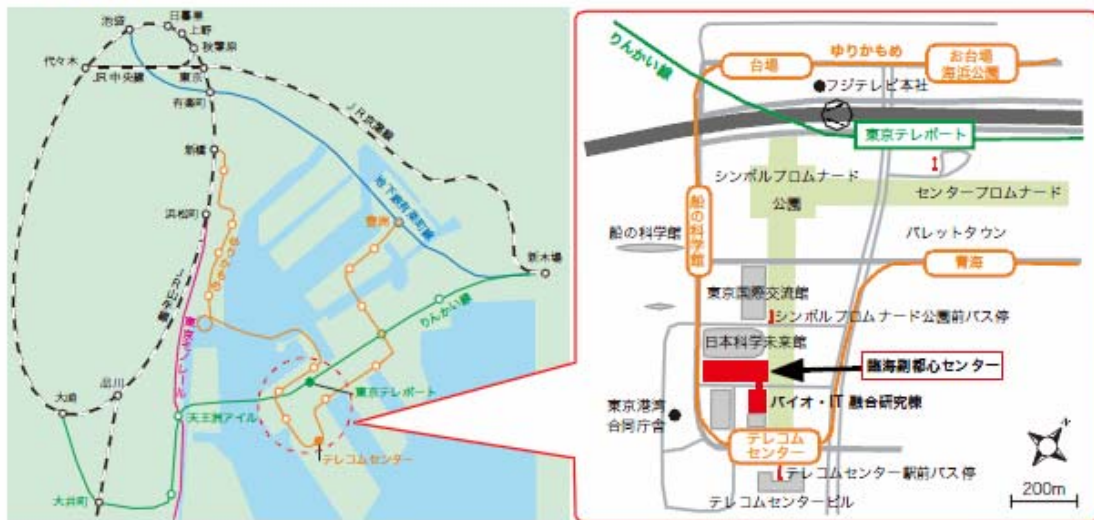 池袋
日暮里
上野
秋葉原
代々木
JR中央線
東京
有楽町
JR京葉線
新橋
地下鉄有楽町線
豊洲
浜松町
ゆりかもめ
新木場
JR山手線
りんかい線
東京モノレール
品川
大崎
東京テレポート
天王洲アイル
テレコムセンター
大井町
りんかい線
ゆりかもめ
台場
お台場
海浜公園
フジテレビ本社
東京テレポート
シンボルプロムナード
公園
センタープロムナード
船の科学館
船の科学館
パレットタウン
青海
東京国際交流館
シンボルプロムナード公園前バス停
日本科学未来館
臨海副都心センター
バイオ・IT 融合研究棟
東京港湾
合同庁舎
テレコム
センター
テレコムセンター駅前バス停
テレコムセンタービル
N
200m